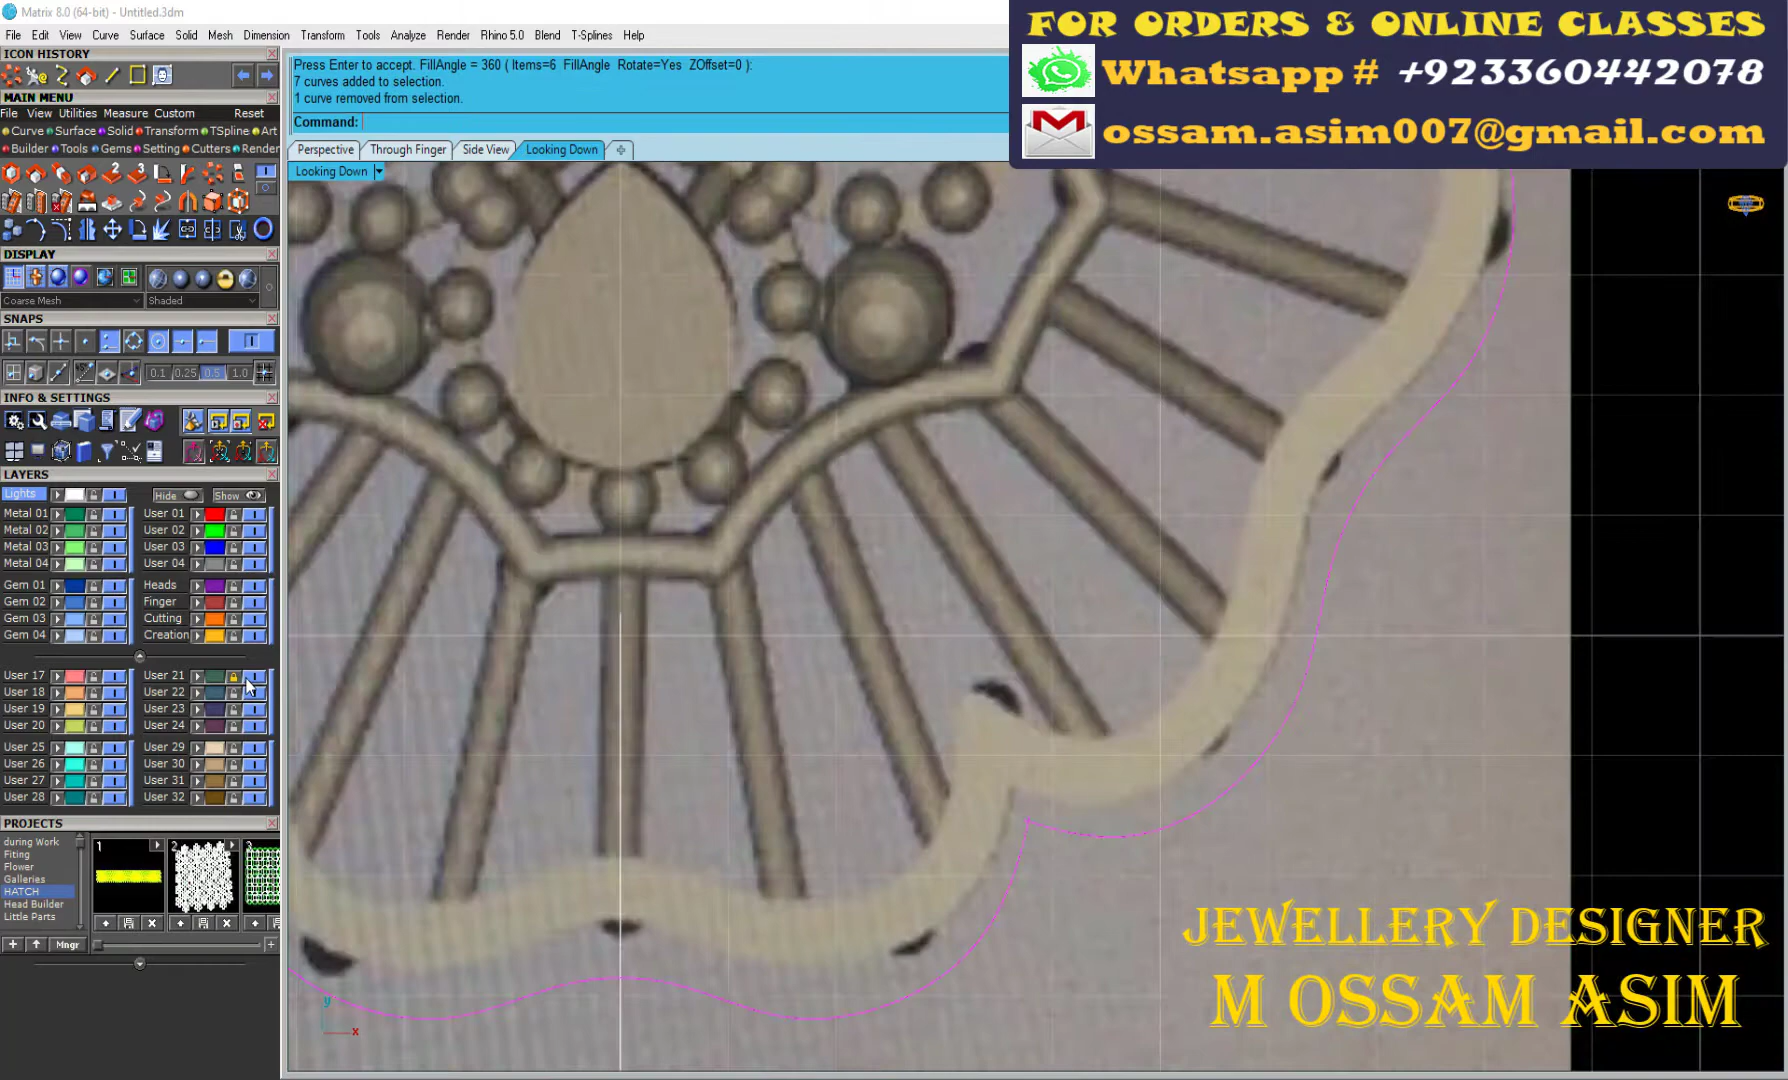 Matrix 8.0 (64-bit) - Untitled.3dm
File Edit View Curve Surface Solid Mesh Dimension Transform Tools Analyze Render Rhino 5.0 Blend T-Splines Help
FOR ORDERS & ONLINE CLASSES
Whatsapp # +923360442078
ossam.asim007@gmail.com
ICON HISTORY
Press Enter to accept. FillAngle = 360 ( Items=6 FillAngle Rotate=Yes ZOffset=0 ):
7 curves added to selection.
1 curve removed from selection.
Command:
MAIN MENU
File View Utilities Measure Custom Reset
Curve Surface Solid Transform TSpline Art
Builder Tools Gems Setting Cutters Render
Perspective Through Finger Side View Looking Down
Looking Down
DISPLAY
Coarse Mesh Shaded
SNAPS
0.1 0.25 0.5 1.0
INFO & SETTINGS
LAYERS
Lights Hide Show
Metal 01 User 01
Metal 02 User 02
Metal 03 User 03
Metal 04 User 04
Gem 01 Heads
Gem 02 Finger
Gem 03 Cutting
Gem 04 Creation
User 17 User 21
User 18 User 22
User 19 User 23
User 20 User 24
User 25 User 29
User 26 User 30
User 27 User 31
User 28 User 32
PROJECTS
during Work
Fiting
Flower
Galleries
HATCH
Head Builder
Little Parts
1 2 3
Mngr
y
x
JEWELLERY DESIGNER
M OSSAM ASIM